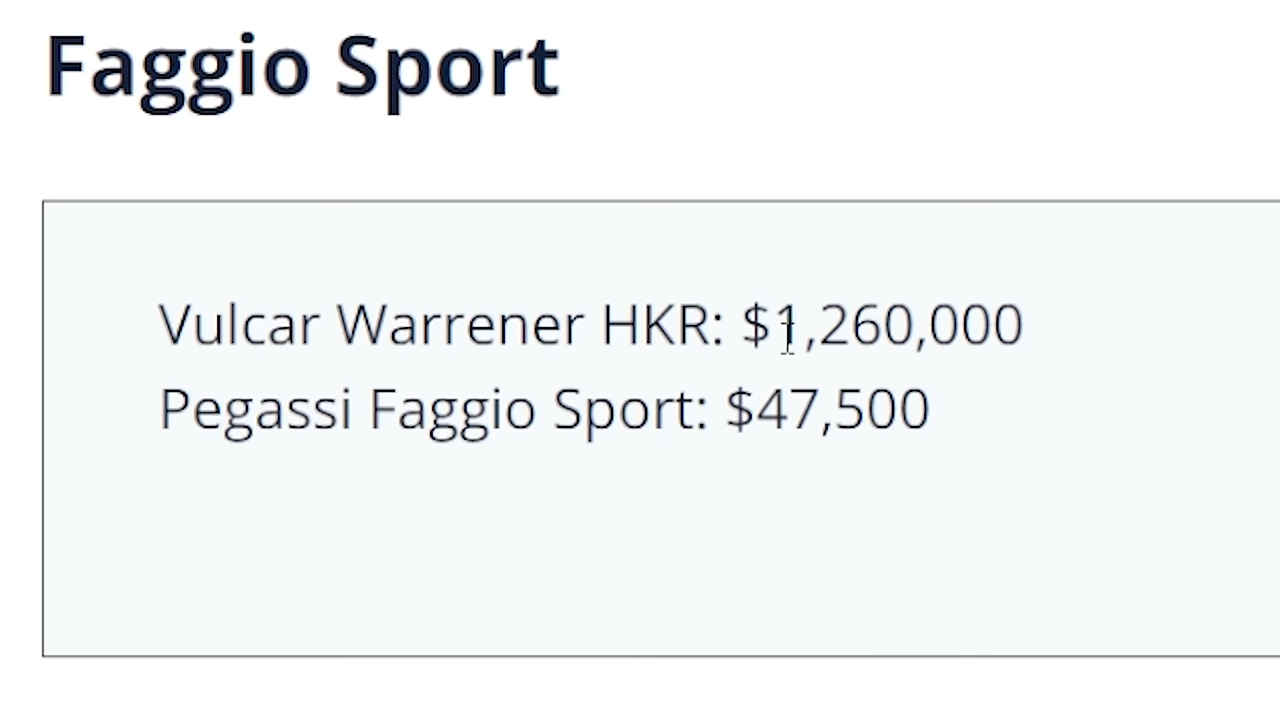 Faggio Sport
Vulcar Warrener HKR: $1,260,000
Pegassi Faggio Sport: $47,500